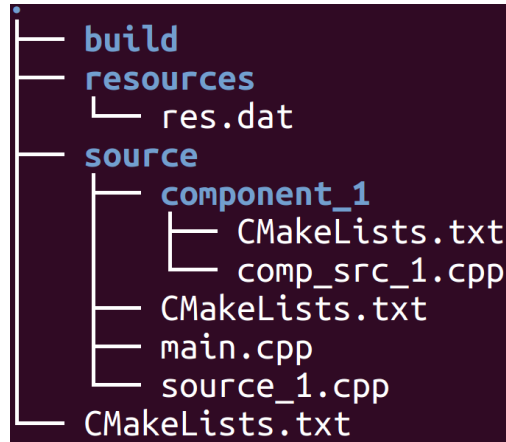 .
build
resources
res.dat
source
component_1
CMakeLists.txt
comp_src_1.cpp
CMakeLists.txt
main.cpp
source_1.cpp
CMakeLists.txt